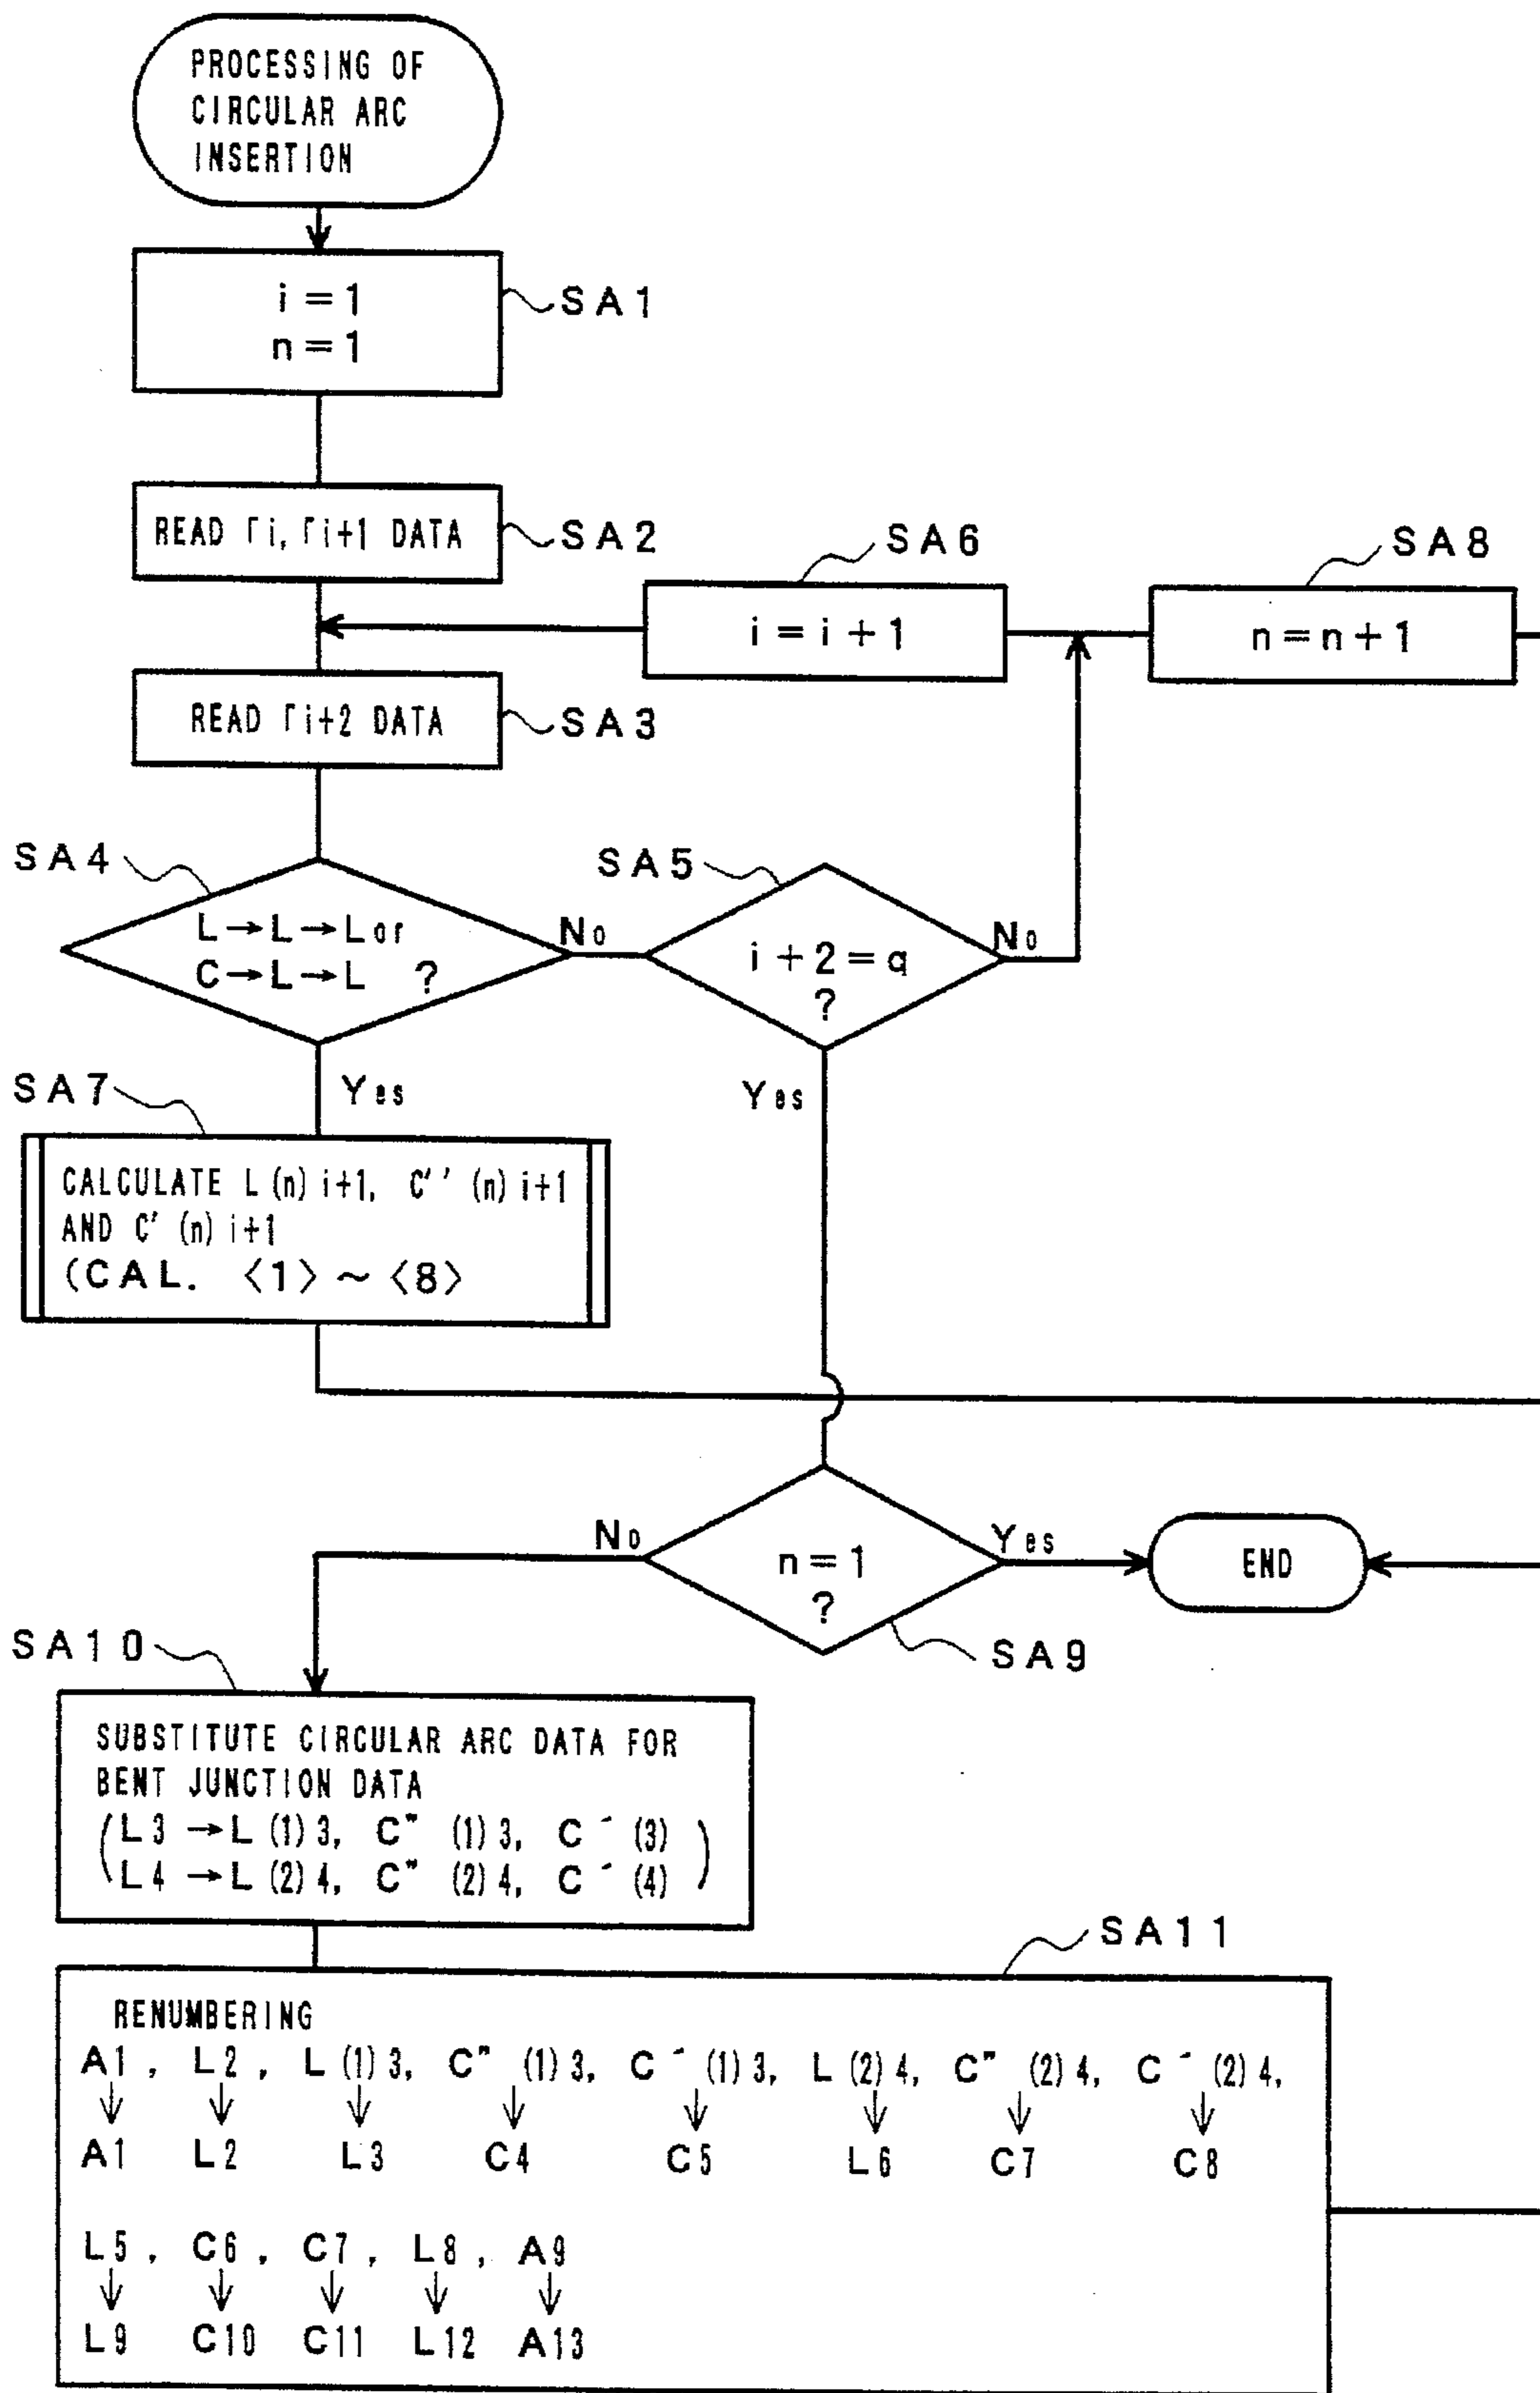 PROCESSING OF
CIRCULAR ARC
INSERTION
i = 1
n = 1
SA1
READ Γi, Γi+1 DATA
SA2
SA6
i = i + 1
SA8
n = n + 1
READ Γi+2 DATA
SA3
SA4
L → L → L or
C → L → L ?
No
SA5
i + 2 = q
?
No
Yes
Yes
SA7
CALCULATE L (n) i+1, C'' (n) i+1
AND C' (n) i+1
(CAL. 〈1〉 ~ 〈8〉
n = 1
?
No
Yes
END
SA9
SA10
SUBSTITUTE CIRCULAR ARC DATA FOR
BENT JUNCTION DATA
(L3 → L (1) 3, C" (1) 3, C´ (3)
L4 → L (2) 4, C" (2) 4, C´ (4) )
SA11
RENUMBERING
A1, L2, L (1) 3, C" (1) 3, C´ (1) 3, L (2) 4, C" (2) 4, C´ (2) 4,
↓ ↓ ↓ ↓ ↓ ↓ ↓ ↓
A1 L2 L3 C4 C5 L6 C7 C8
L5, C6, C7, L8, A9
↓ ↓ ↓ ↓ ↓
L9 C10 C11 L12 A13